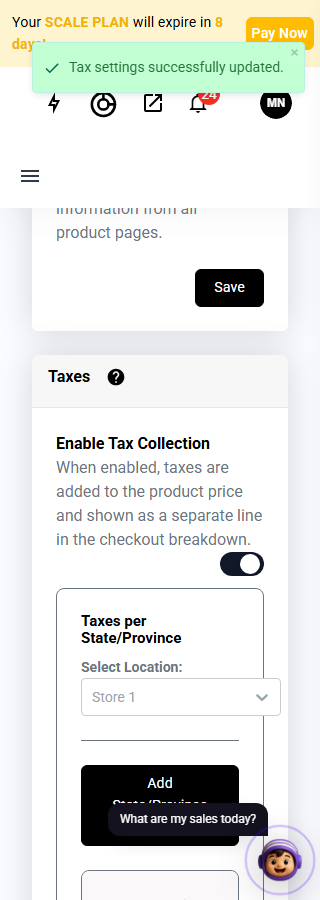 Your SCALE PLAN will expire in 8
days!
Pay Now
Tax settings successfully updated.
×
24
MN
information from all
product pages.
Save
Taxes
?
Enable Tax Collection
When enabled, taxes are
added to the product price
and shown as a separate line
in the checkout breakdown.
Taxes per
State/Province
Select Location:
Store 1
Add
State/Province
What are my sales today?